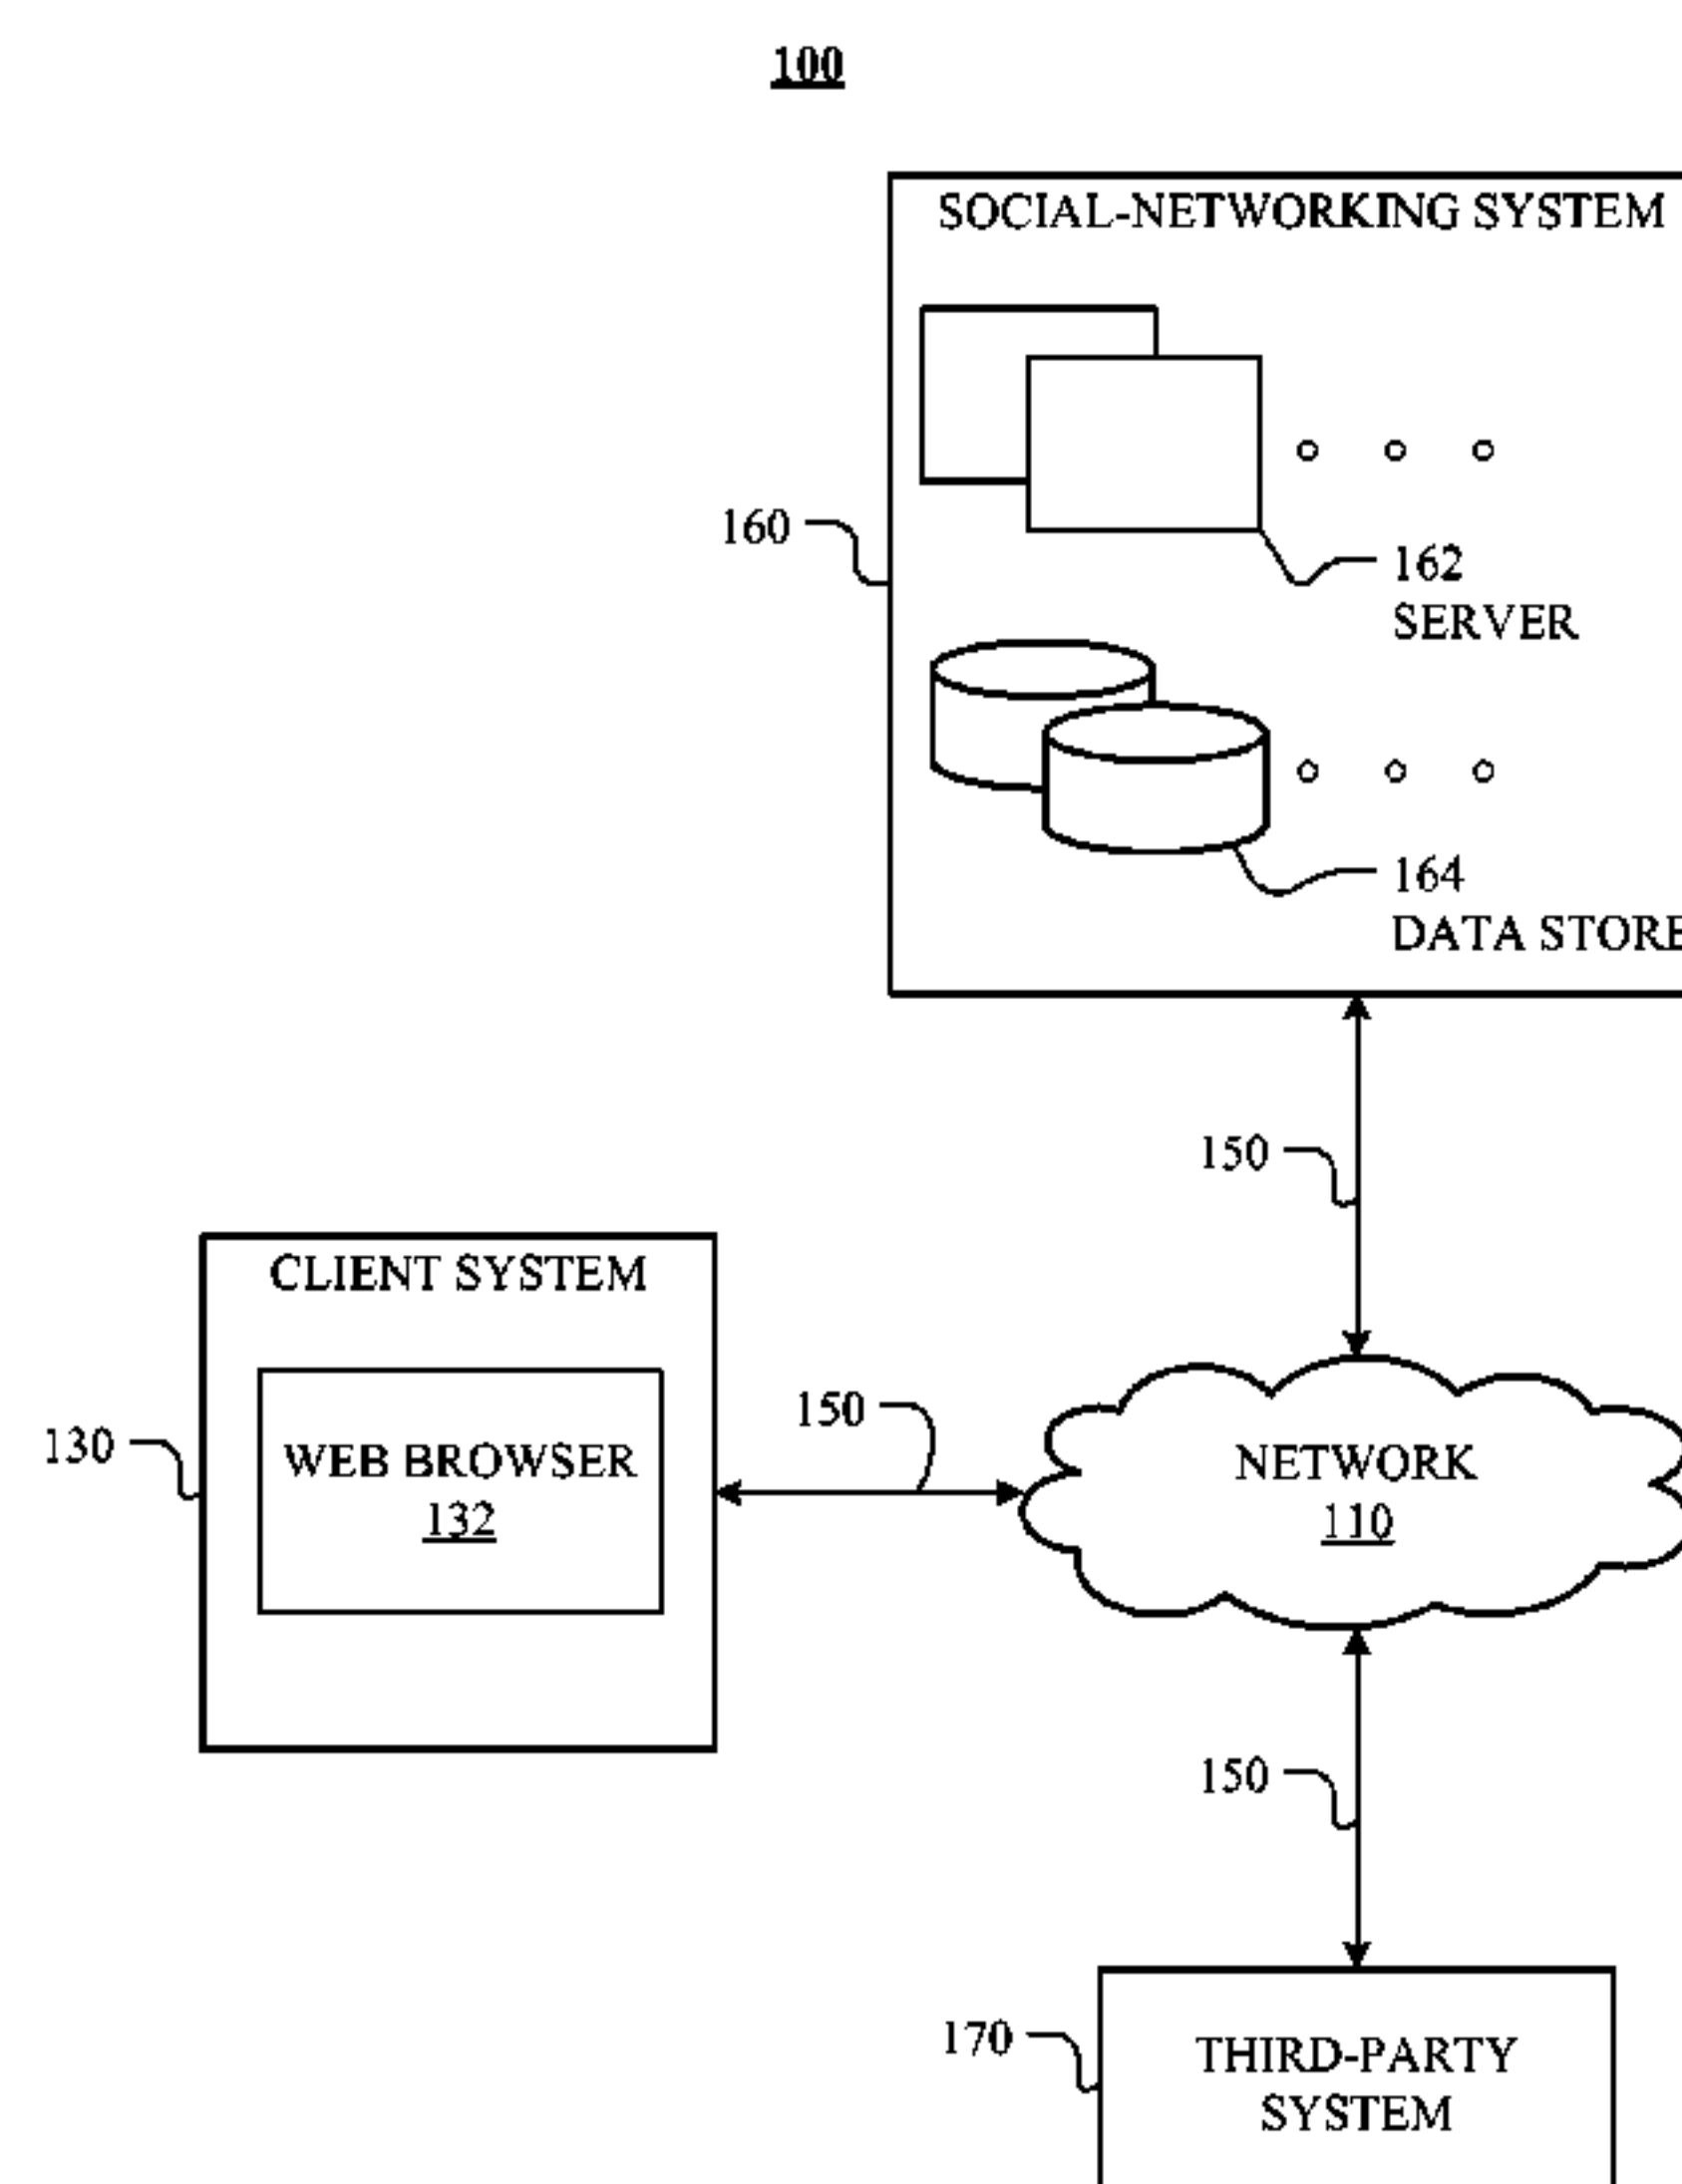 100
SOCIAL-NETWORKING SYSTEM
160
162
SERVER
164
DATA STORE
150
CLIENT SYSTEM
150
130
WEB BROWSER
132
NETWORK
110
150
170
THIRD-PARTY
SYSTEM